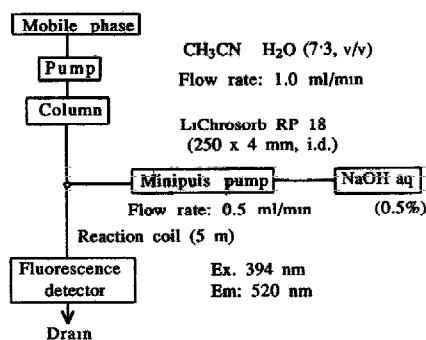 Mobile phase
CH3CN H2O (7·3, v/v)
Pump
Flow rate: 1.0 ml/min
Column
LiChrosorb RP 18
(250 x 4 mm, i.d.)
Minipuls pump
NaOH aq
Flow rate: 0.5 ml/min
(0.5%)
Reaction coil (5 m)
Fluorescence
detector
Ex. 394 nm
Em: 520 nm
Drain